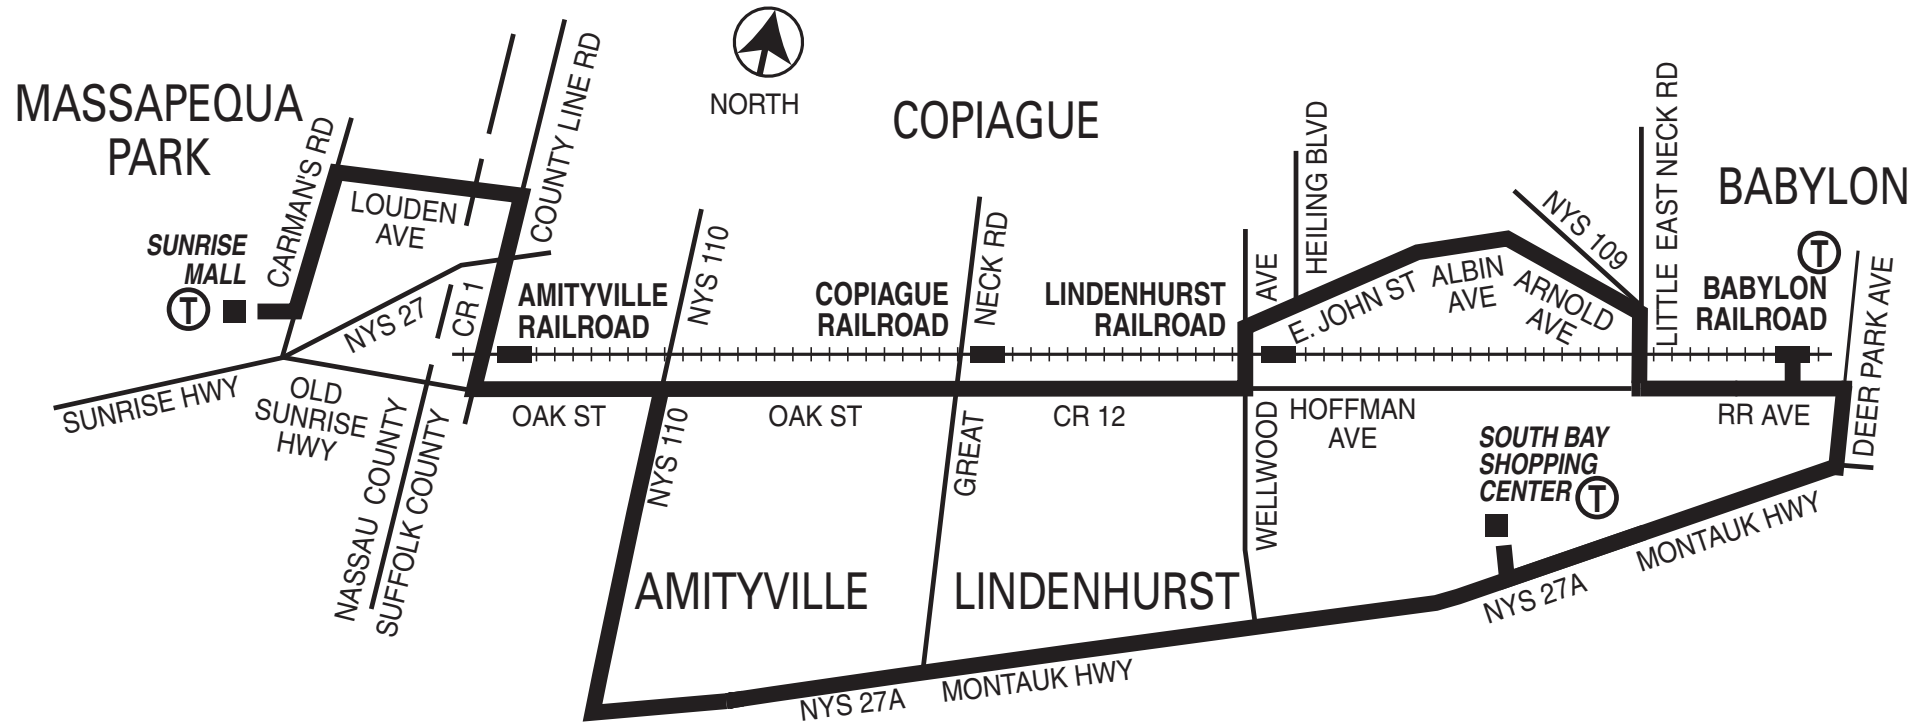 MASSAPEQUA
PARK
CARMAN'S RD
LOUDEN
AVE
COUNTY LINE RD
NORTH
COPIAGUE
HEILING BLVD
NYS 109
LITTLE EAST NECK RD
BABYLON
T
SUNRISE
MALL
T
NYS 27
CR 1
AMITYVILLE
RAILROAD
NYS 110
COPIAGUE
RAILROAD
NECK RD
LINDENHURST
RAILROAD
AVE
E. JOHN ST
ALBIN
AVE
ARNOLD
AVE
BABYLON
RAILROAD
DEER PARK AVE
SUNRISE HWY
OLD
SUNRISE
HWY
NASSAU COUNTY
SUFFOLK COUNTY
OAK ST
NYS 110
OAK ST
GREAT
CR 12
WELLWOOD
HOFFMAN
AVE
RR AVE
SOUTH BAY
SHOPPING
CENTER
T
AMITYVILLE
LINDENHURST
NYS 27A
MONTAUK HWY
NYS 27A
MONTAUK HWY